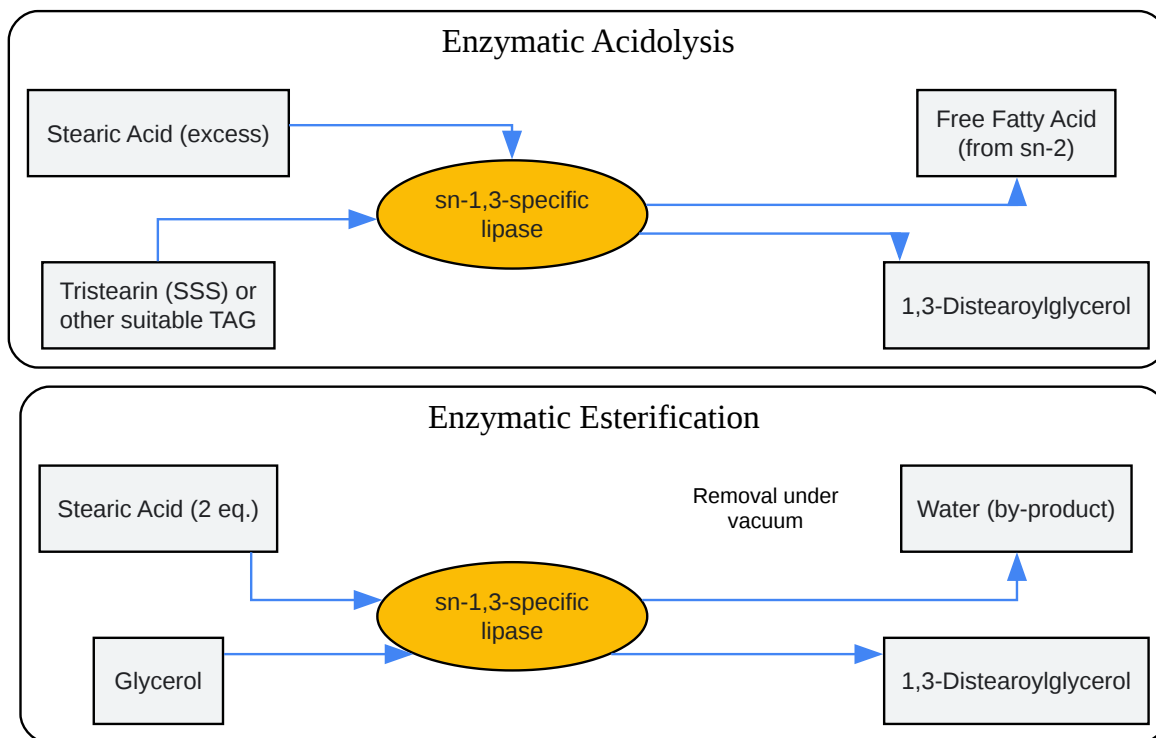 Enzymatic Acidolysis
Stearic Acid (excess)
Free Fatty Acid
(from sn-2)
sn-1,3-specific
lipase
Tristearin (SSS) or
other suitable TAG
1,3-Distearoylglycerol
Enzymatic Esterification
Stearic Acid (2 eq.)
Removal under
vacuum
Water (by-product)
sn-1,3-specific
lipase
Glycerol
1,3-Distearoylglycerol